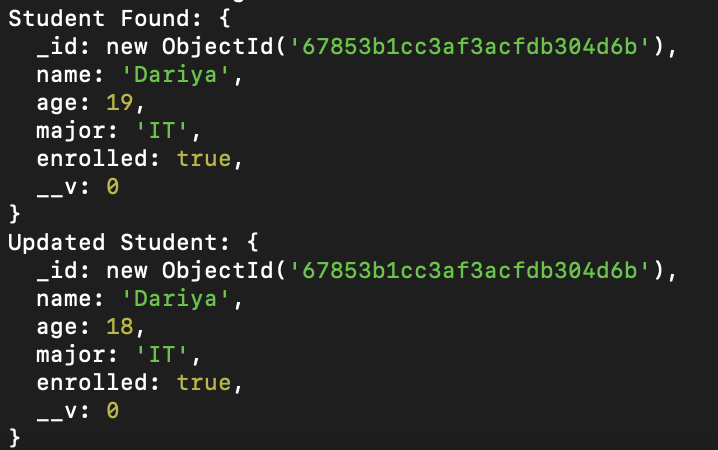 Student Found: {
  _id: new ObjectId('67853b1cc3af3acfdb304d6b'),
  name: 'Dariya',
  age: 19,
  major: 'IT',
  enrolled: true,
  __v: 0
}
Updated Student: {
  _id: new ObjectId('67853b1cc3af3acfdb304d6b'),
  name: 'Dariya',
  age: 18,
  major: 'IT',
  enrolled: true,
  __v: 0
}